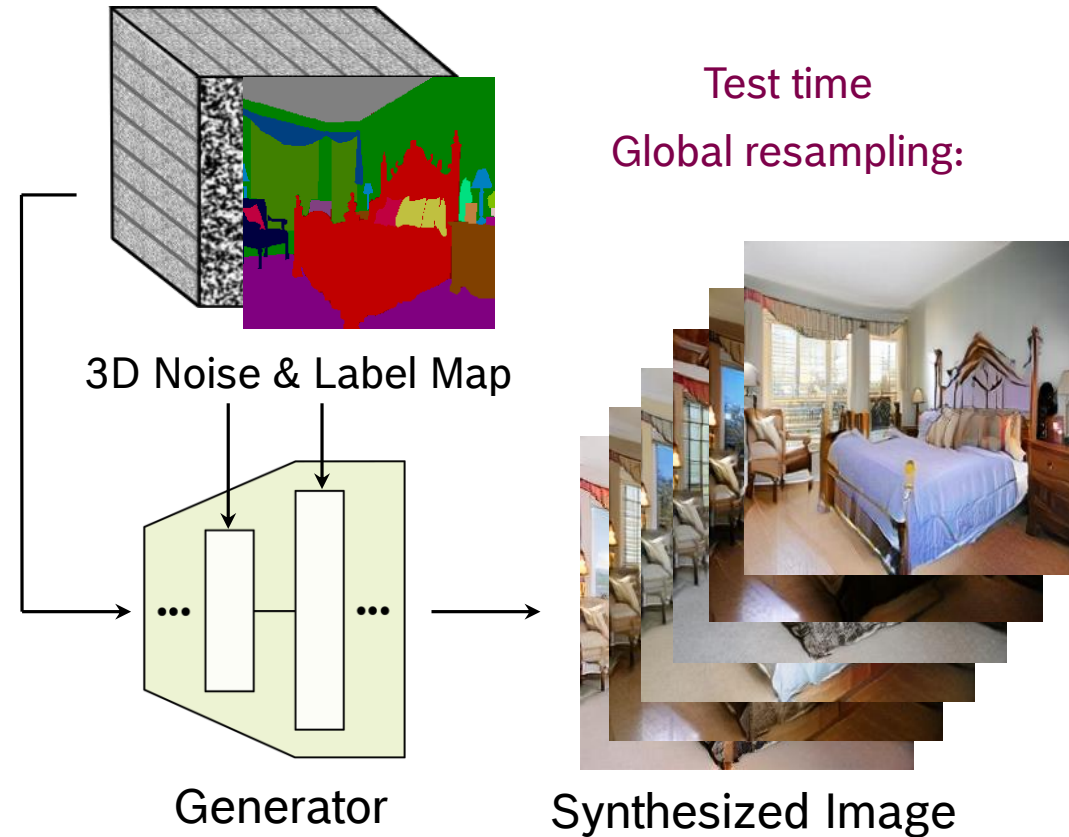 Test time
Global resampling:
3D Noise & Label Map
Generator
Synthesized Image